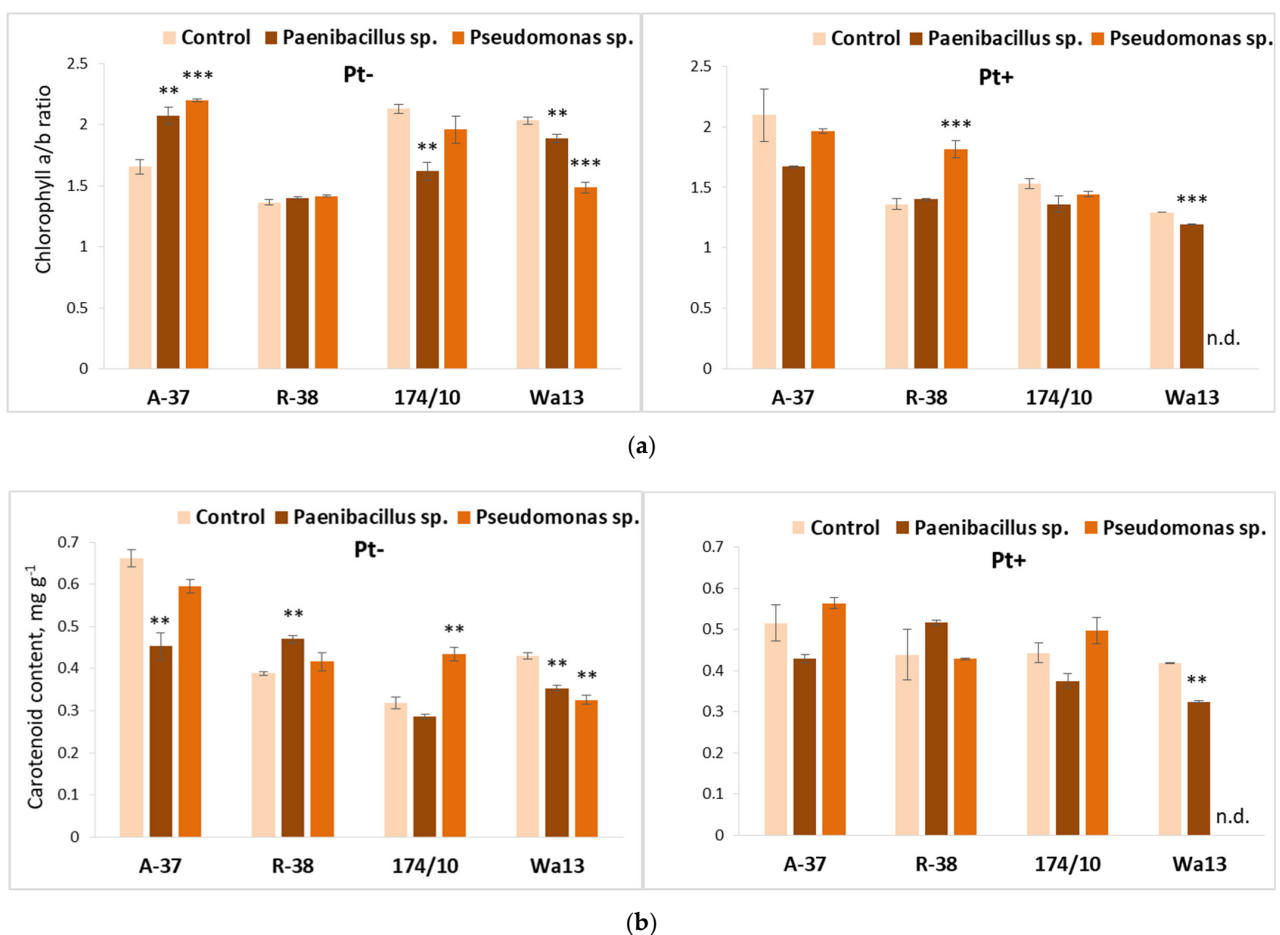 Control Paenibacillus sp. Pseudomonas sp.
Pt-
Chlorophyll a/b ratio
2.5
2
1.5
1
0.5
0
** ***
**
** ***
A-37 R-38 174/10 Wa13
Control Paenibacillus sp. Pseudomonas sp.
Pt+
2.5
2
1.5
1
0.5
0
***
***
n.d.
A-37 R-38 174/10 Wa13
(a)
Control Paenibacillus sp. Pseudomonas sp.
Pt-
Carotenoid content, mg g-1
0.7
0.6
0.5
0.4
0.3
0.2
0.1
0
**
**
**
** **
A-37 R-38 174/10 Wa13
Control Paenibacillus sp. Pseudomonas sp.
Pt+
0.7
0.6
0.5
0.4
0.3
0.2
0.1
0
**
n.d.
A-37 R-38 174/10 Wa13
(b)